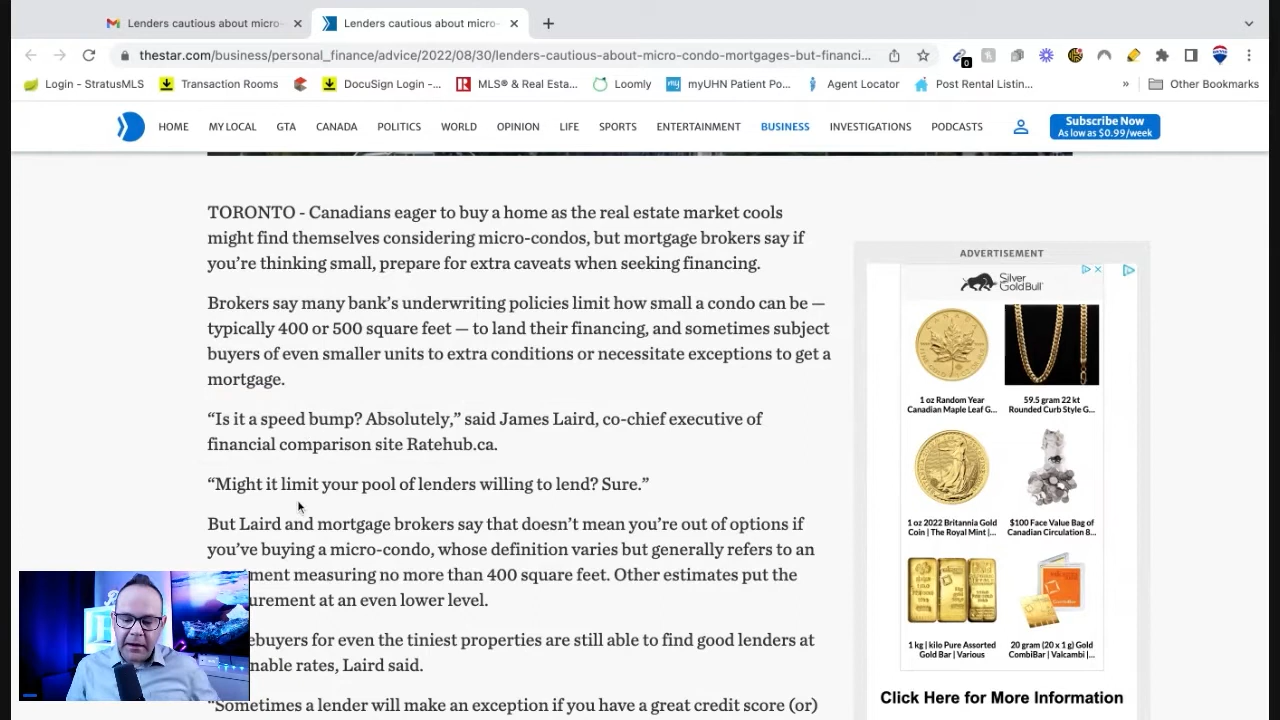 Lenders cautious about micro-
Lenders cautious about micro-
thestar.com/business/personal_finance/advice/2022/08/30/lenders-cautious-about-micro-condo-mortgages-but-financi...
0
Login - StratusMLS
Transaction Rooms
DocuSign Login -...
MLS® & Real Esta...
Loomly
my
myUHN Patient Po...
Agent Locator
Post Rental Listin...
»
Other Bookmarks
HOME MY LOCAL GTA CANADA POLITICS WORLD OPINION LIFE SPORTS ENTERTAINMENT BUSINESS INVESTIGATIONS PODCASTS
Subscribe Now
As low as $0.99/week
TORONTO - Canadians eager to buy a home as the real estate market cools
might find themselves considering micro-condos, but mortgage brokers say if
you’re thinking small, prepare for extra caveats when seeking financing.
Brokers say many bank’s underwriting policies limit how small a condo can be —
typically 400 or 500 square feet — to land their financing, and sometimes subject
buyers of even smaller units to extra conditions or necessitate exceptions to get a
mortgage.
“Is it a speed bump? Absolutely,” said James Laird, co-chief executive of
financial comparison site Ratehub.ca.
“Might it limit your pool of lenders willing to lend? Sure.”
But Laird and mortgage brokers say that doesn’t mean you’re out of options if
you’ve buying a micro-condo, whose definition varies but generally refers to an
ment measuring no more than 400 square feet. Other estimates put the
urement at an even lower level.
ebuyers for even the tiniest properties are still able to find good lenders at
nable rates, Laird said.
“Sometimes a lender will make an exception if you have a great credit score (or)
ADVERTISEMENT
Silver
Gold Bull
1 oz Random Year
Canadian Maple Leaf G...
59.5 gram 22 kt
Rounded Curb Style G...
1 oz 2022 Britannia Gold
Coin | The Royal Mint |...
$100 Face Value Bag of
Canadian Circulation 8...
1 kg | kilo Pure Assorted
Gold Bar | Various
20 gram (20 x 1 g) Gold
CombiBar | Valcambi |...
Click Here for More Information